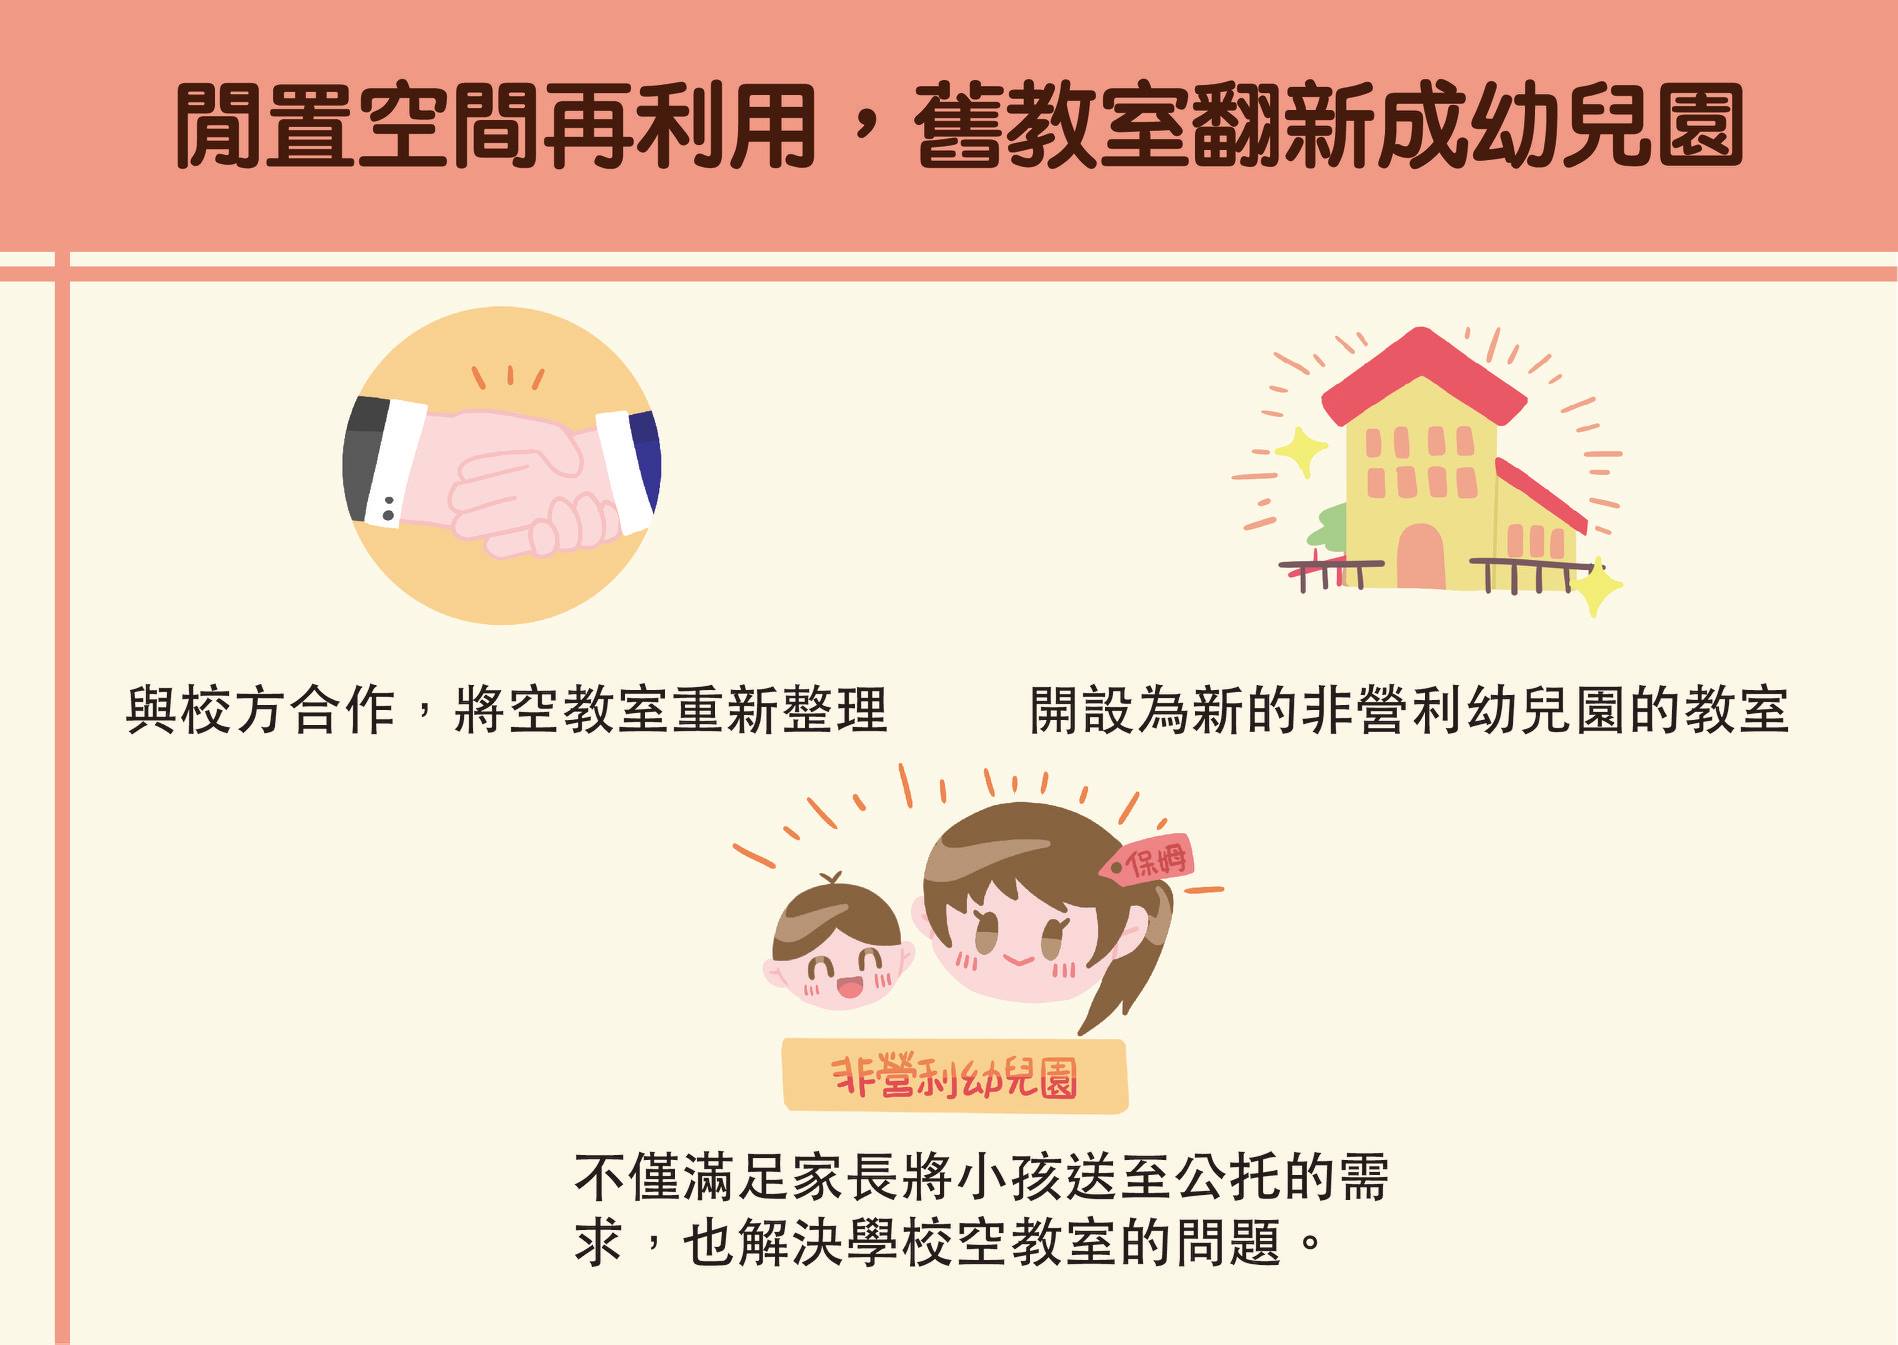 閒置空間再利用，舊教室翻新成幼兒園
與校方合作，將空教室重新整理
開設為新的非營利幼兒園的教室
保姆
非營利幼兒園
不僅滿足家長將小孩送至公托的需
求，也解決學校空教室的問題。